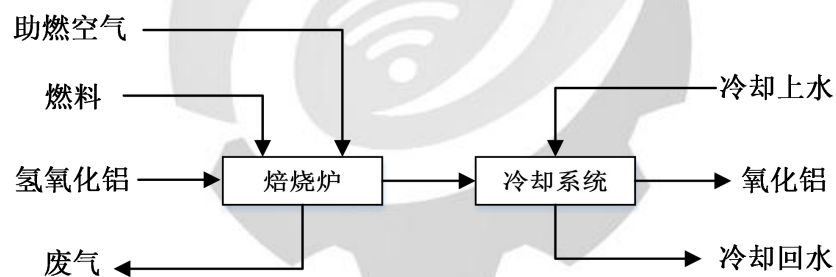 助燃空气
燃料
冷却上水
氢氧化铝
焙烧炉
冷却系统
氧化铝
废气
冷却回水